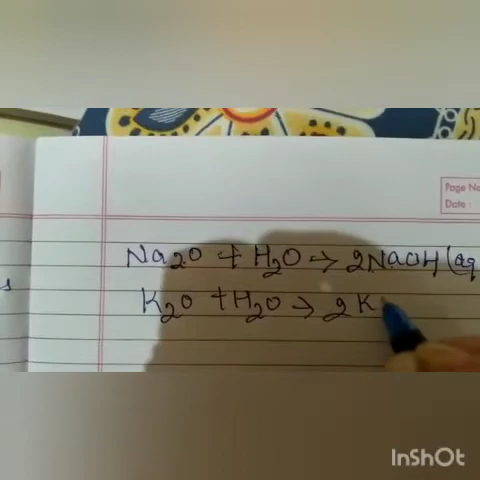 Page No
Date :
Na2O + H2O → 2NaOH (aq
s
K2O + H2O → 2K
InShOt